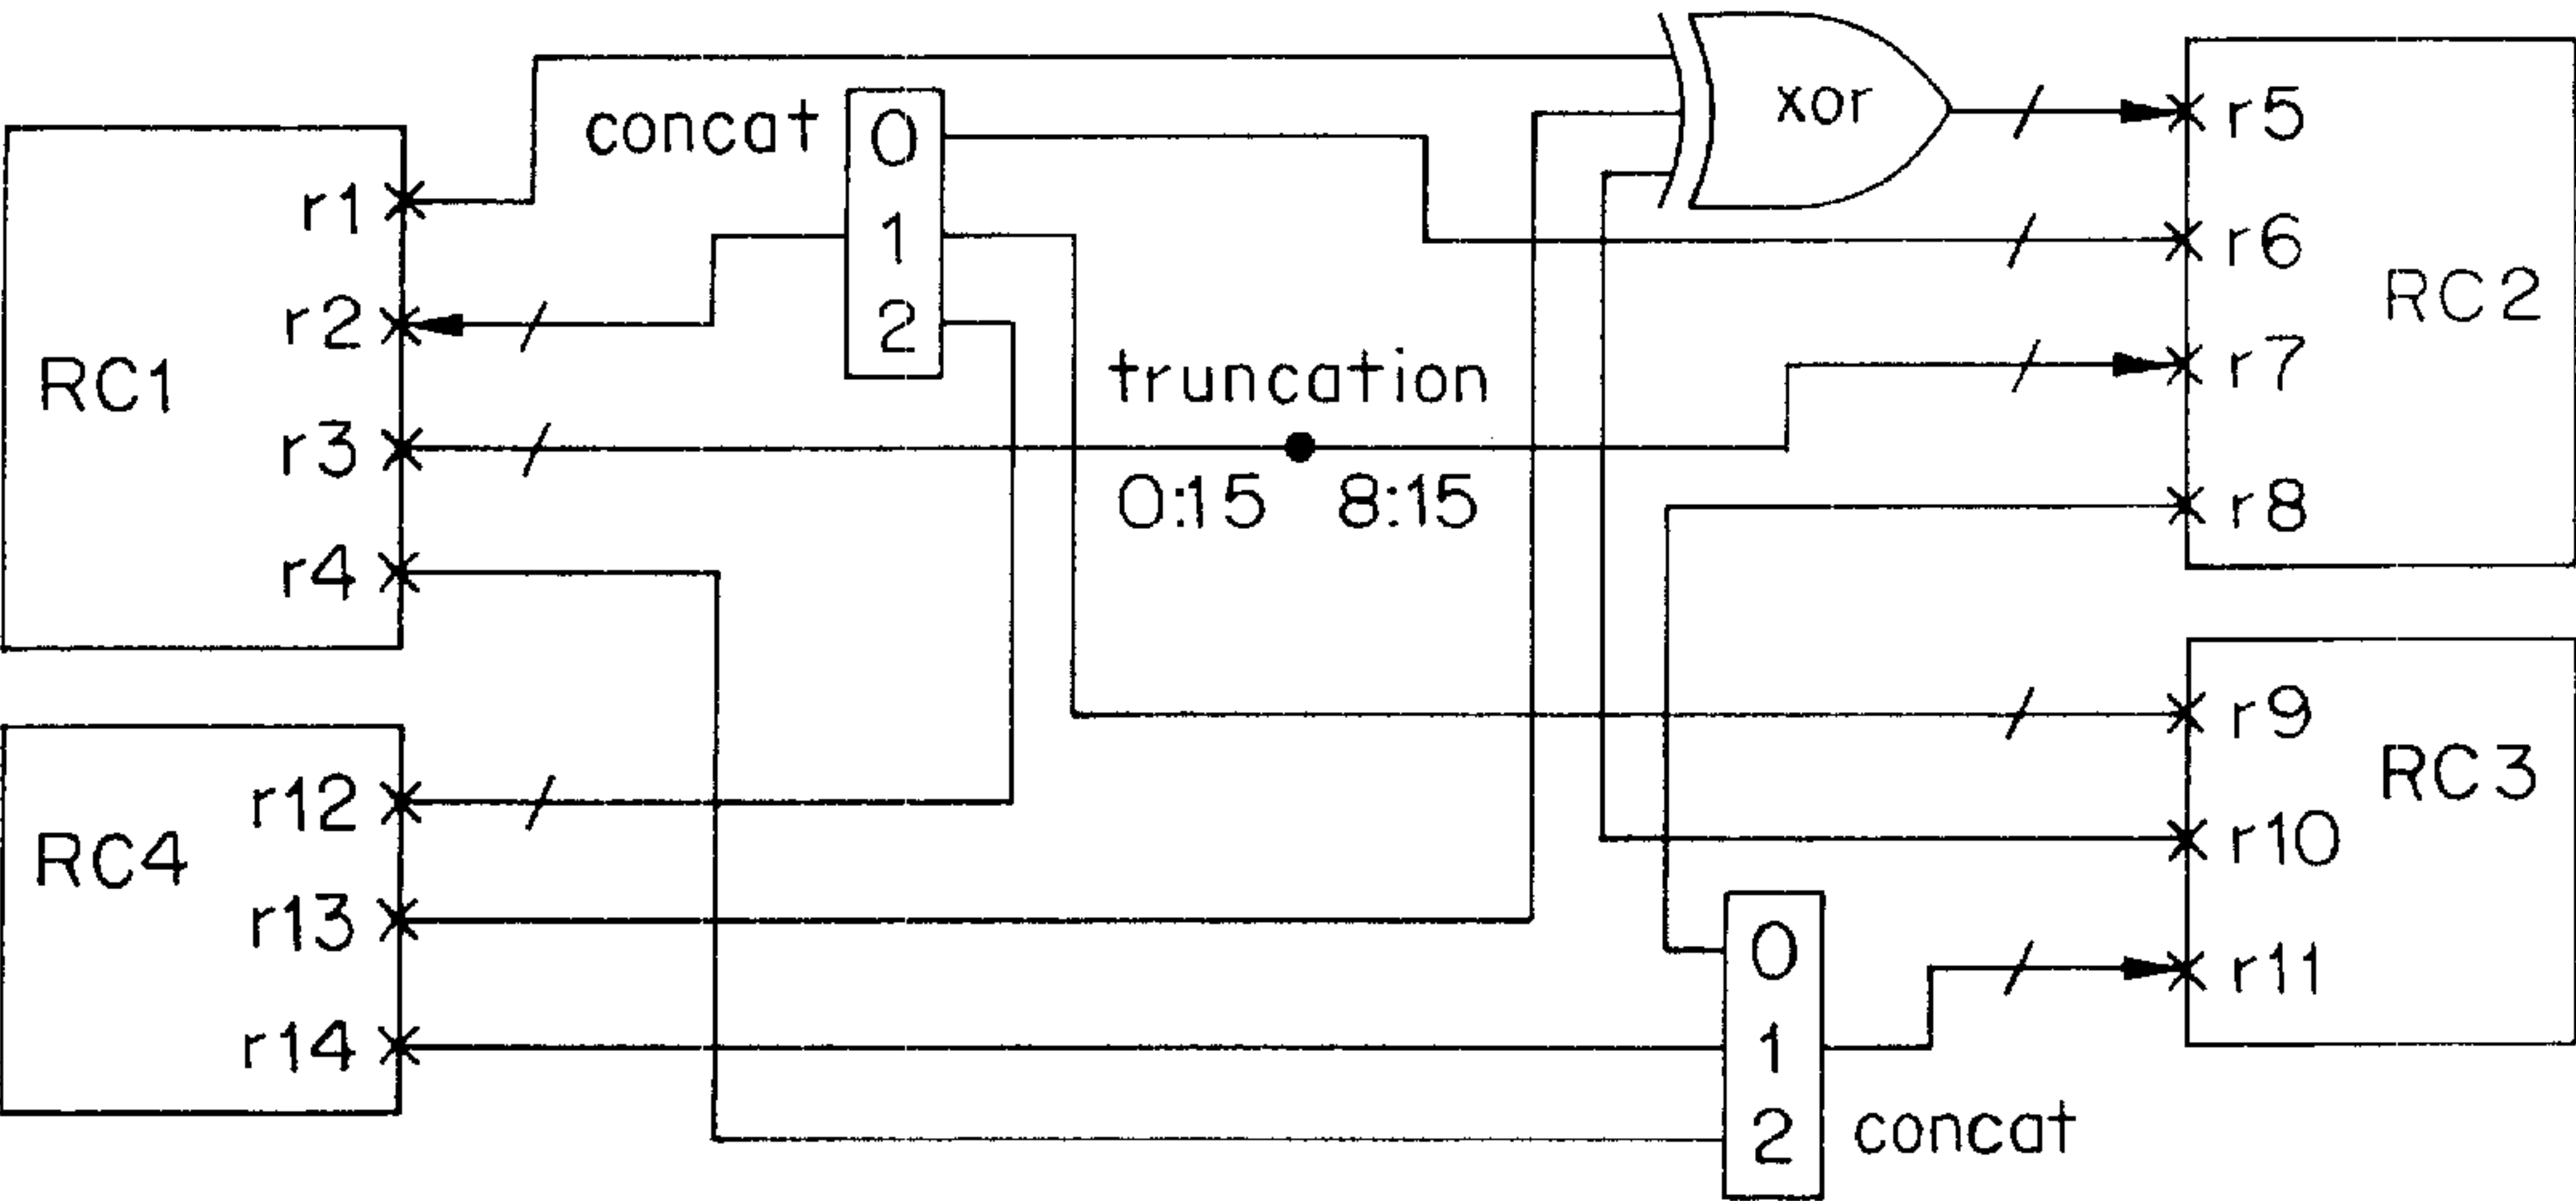 xor
r5
concat
0
r1
1
r6
RC2
r2
2
truncation
r7
RC1
r3
0:15
8:15
r8
r4
r9
RC3
r12
r10
RC4
r13
0
r11
r14
1
2
concat